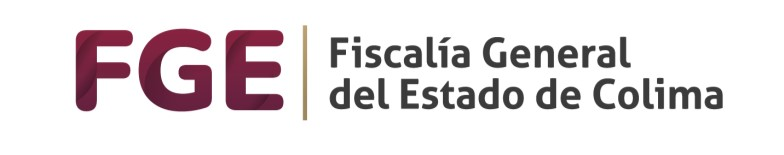 FGE
Fiscalía General
del Estado de Colima